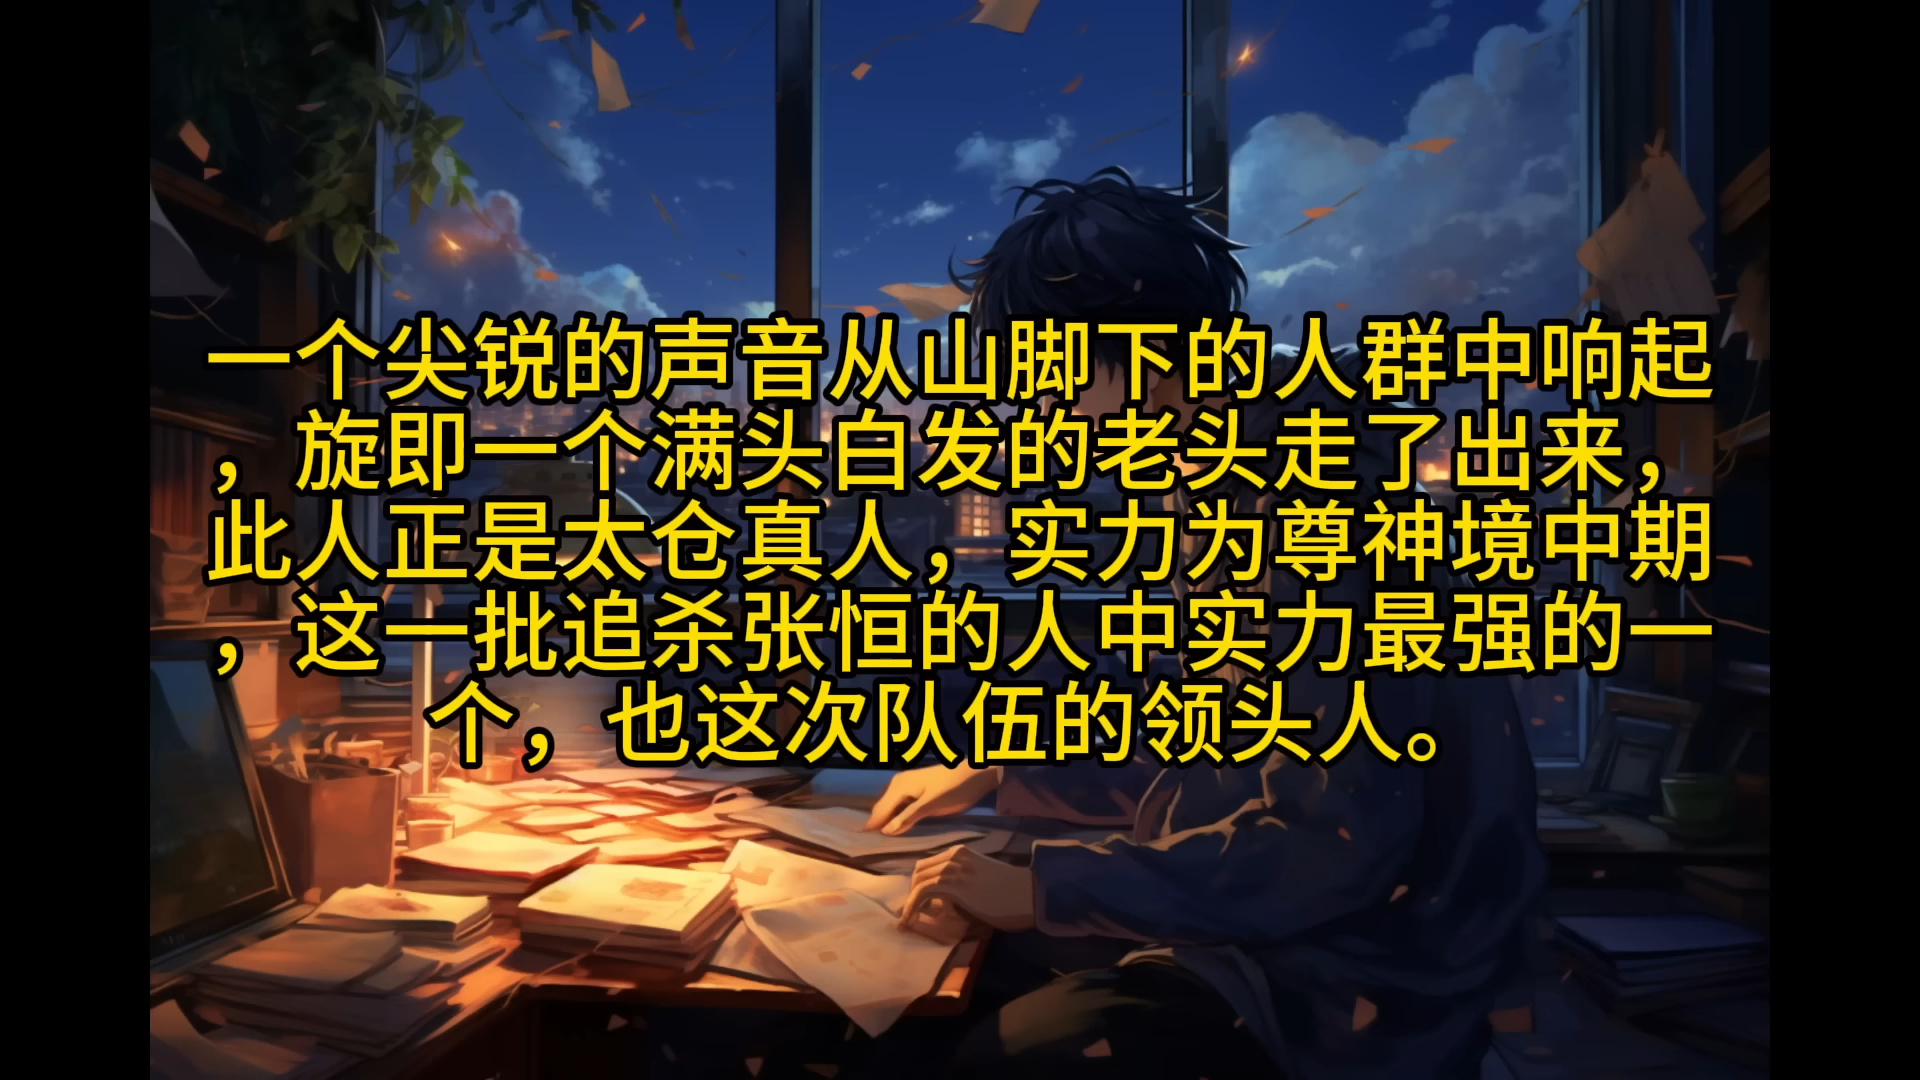 一个尖锐的声音从山脚下的人群中响起
，旋即一个满头白发的老头走了出来，
此人正是太仓真人，实力为尊神境中期
，这一批追杀张恒的人中实力最强的一
个，也这次队伍的领头人。